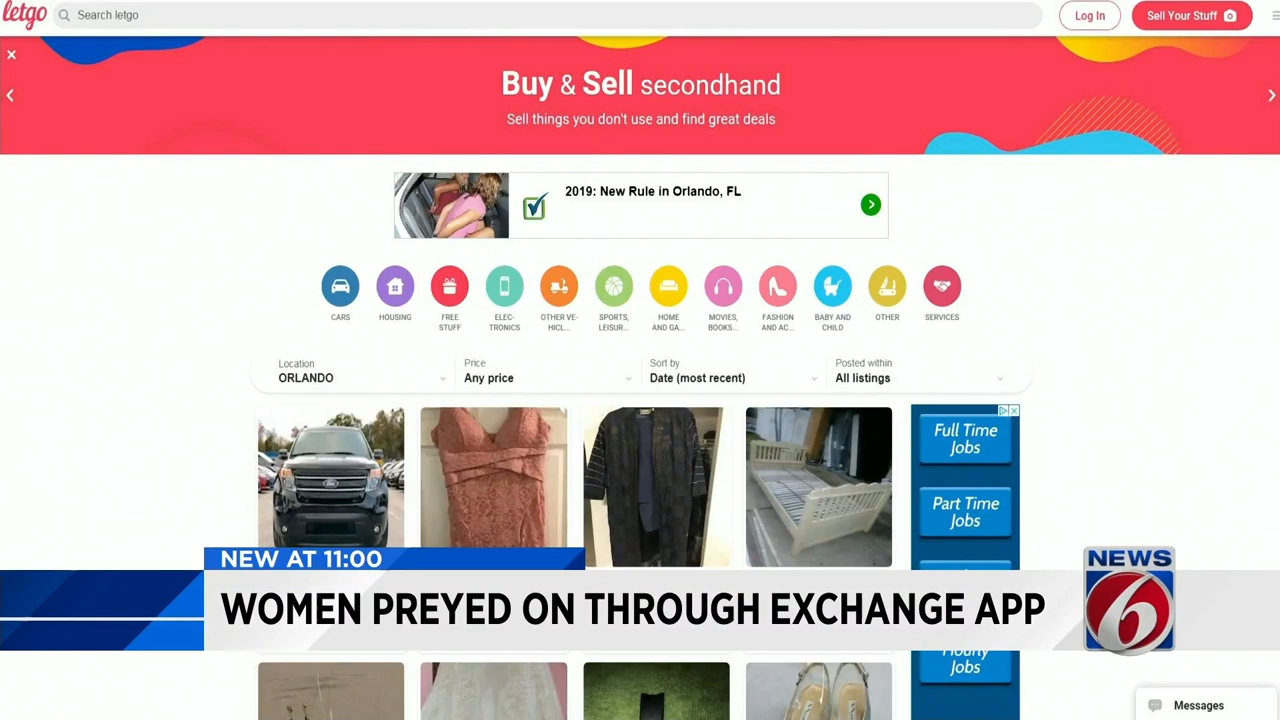 letgo
Search letgo
Log In
Sell Your Stuff
Buy & Sell secondhand
Sell things you don't use and find great deals
2019: New Rule in Orlando, FL
CARS
HOUSING
FREE
STUFF
ELEC-
TRONICS
OTHER VE-
HICL...
SPORTS,
LEISUR...
HOME
AND GA...
MOVIES,
BOOKS...
FASHION
AND AC...
BABY AND
CHILD
OTHER
SERVICES
Location
ORLANDO
Price
Any price
Sort by
Date (most recent)
Posted within
All listings
Full Time
Jobs
Part Time
Jobs
NEW AT 11:00
WOMEN PREYED ON THROUGH EXCHANGE APP
NEWS
6
Hourly
Jobs
Messages